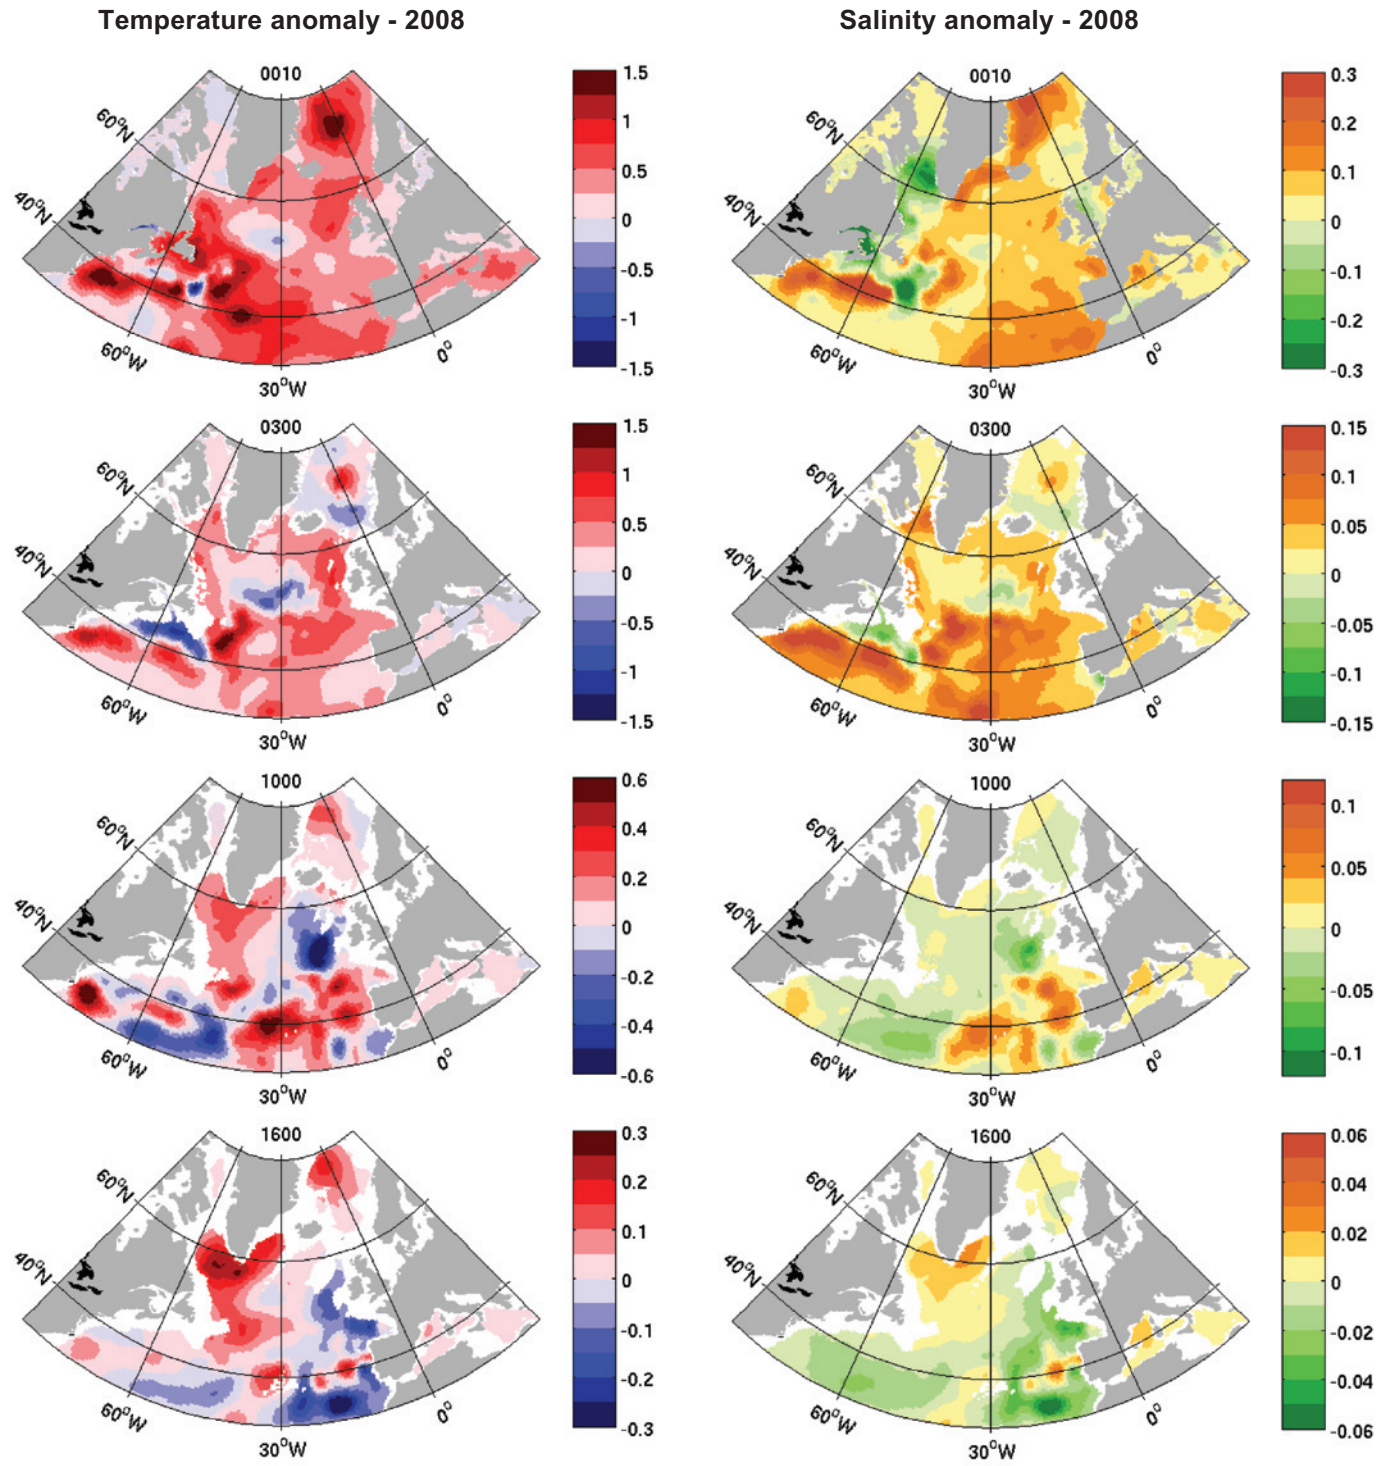 Temperature anomaly - 2008
Salinity anomaly - 2008
0010
60°N
40°N
60°W
30°W
0°
1.5
1
0.5
0
-0.5
-1
-1.5
0010
60°N
40°N
60°W
30°W
0°
0.3
0.2
0.1
0
-0.1
-0.2
-0.3
0300
60°N
40°N
60°W
30°W
0°
1.5
1
0.5
0
-0.5
-1
-1.5
0300
60°N
40°N
60°W
30°W
0°
0.15
0.1
0.05
0
-0.05
-0.1
-0.15
1000
60°N
40°N
60°W
30°W
0°
0.6
0.4
0.2
0
-0.2
-0.4
-0.6
1000
60°N
40°N
60°W
30°W
0°
0.1
0.05
0
-0.05
-0.1
1600
60°N
40°N
60°W
30°W
0°
0.3
0.2
0.1
0
-0.1
-0.2
-0.3
1600
60°N
40°N
60°W
30°W
0°
0.06
0.04
0.02
0
-0.02
-0.04
-0.06